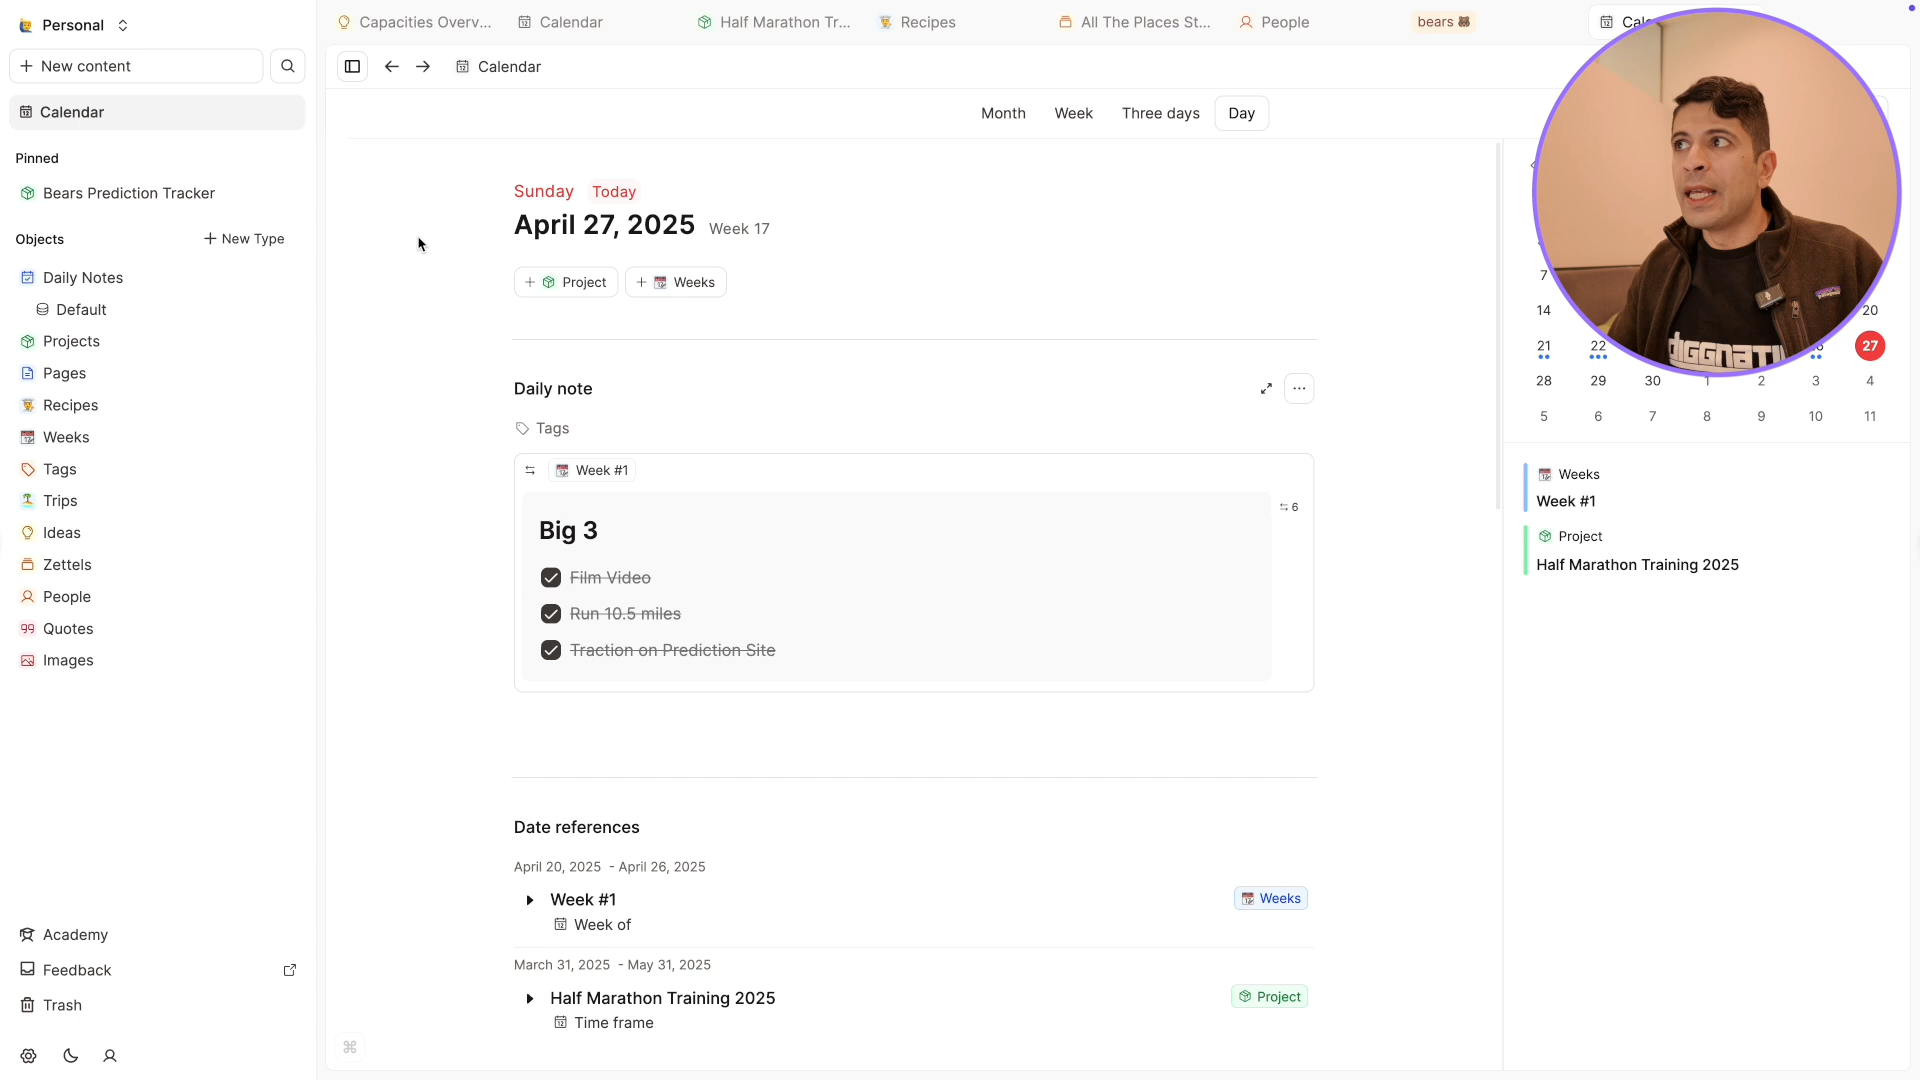 Personal
New content
Calendar
Pinned
Bears Prediction Tracker
Objects
New Type
Daily Notes
Default
Projects
Pages
Recipes
Weeks
Tags
Trips
Ideas
Zettels
People
Quotes
Images
Academy
Feedback
Trash
Capacities Overv...
Calendar
Half Marathon Tr...
Recipes
All The Places St...
People
bears
Calendar
Month
Week
Three days
Day
Sunday
Today
April 27, 2025
Week 17
+ Project
+ Weeks
Daily note
Tags
Week #1
6
Big 3
Film Video
Run 10.5 miles
Traction on Prediction Site
Date references
April 20, 2025 - April 26, 2025
Week #1
Weeks
Week of
March 31, 2025 - May 31, 2025
Half Marathon Training 2025
Project
Time frame
7
14 20
21 22 27
28 29 30 1 2 3 4
5 6 7 8 9 10 11
Weeks
Week #1
Project
Half Marathon Training 2025